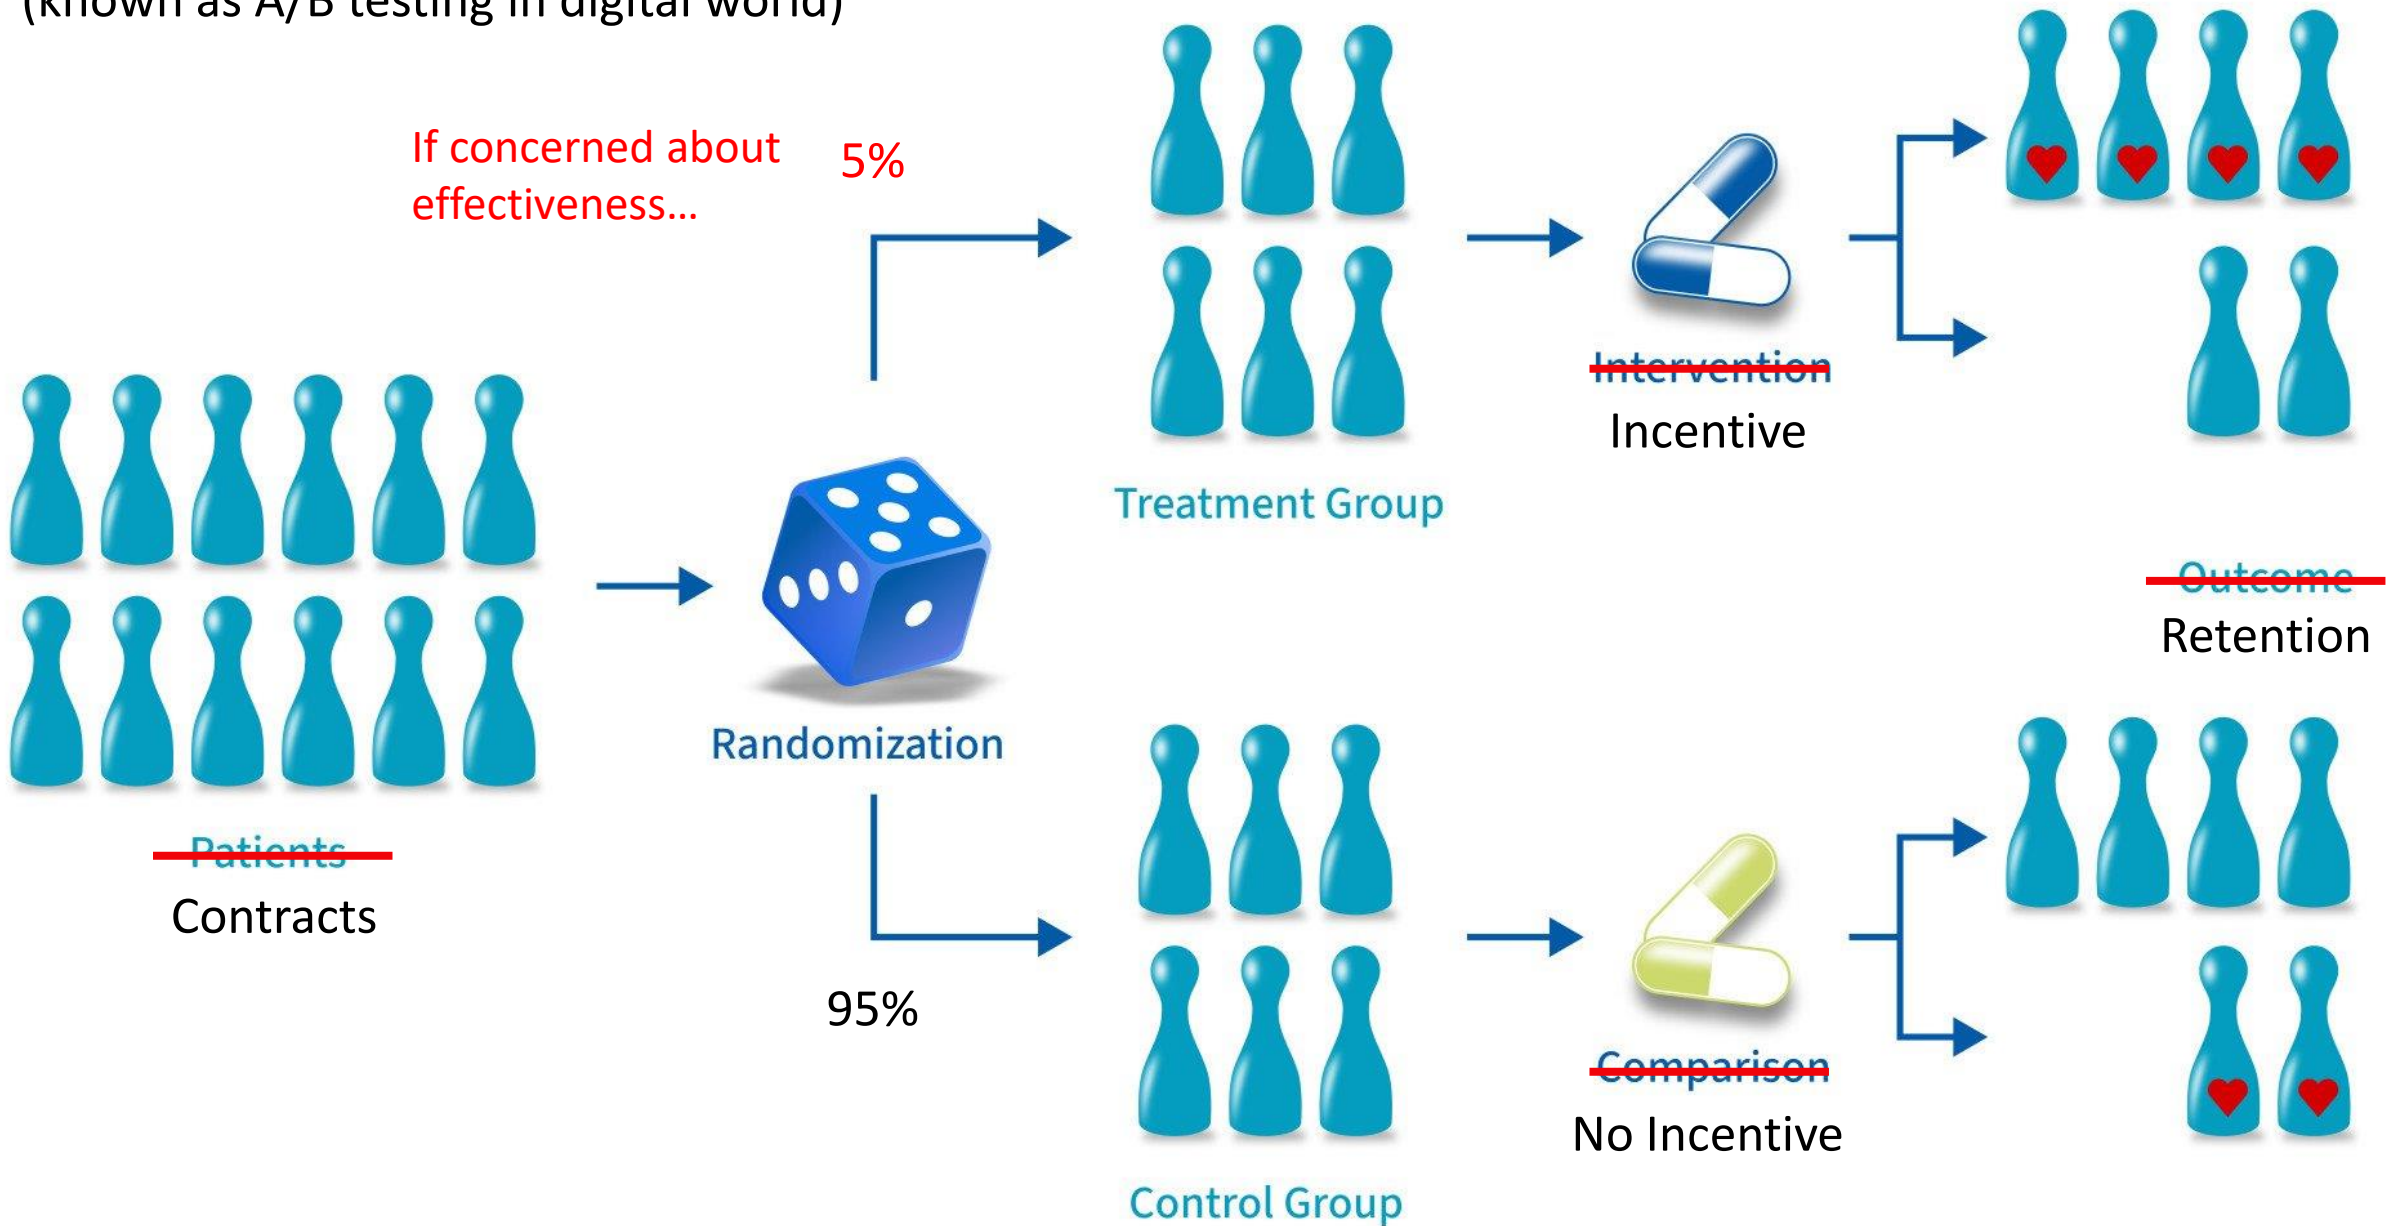 (known as A/B testing in digital world)
If concerned about
effectiveness...
5%
Intervention
Incentive
Treatment Group
Outcome
Retention
Randomization
Patients
Contracts
95%
Comparison
No Incentive
Control Group